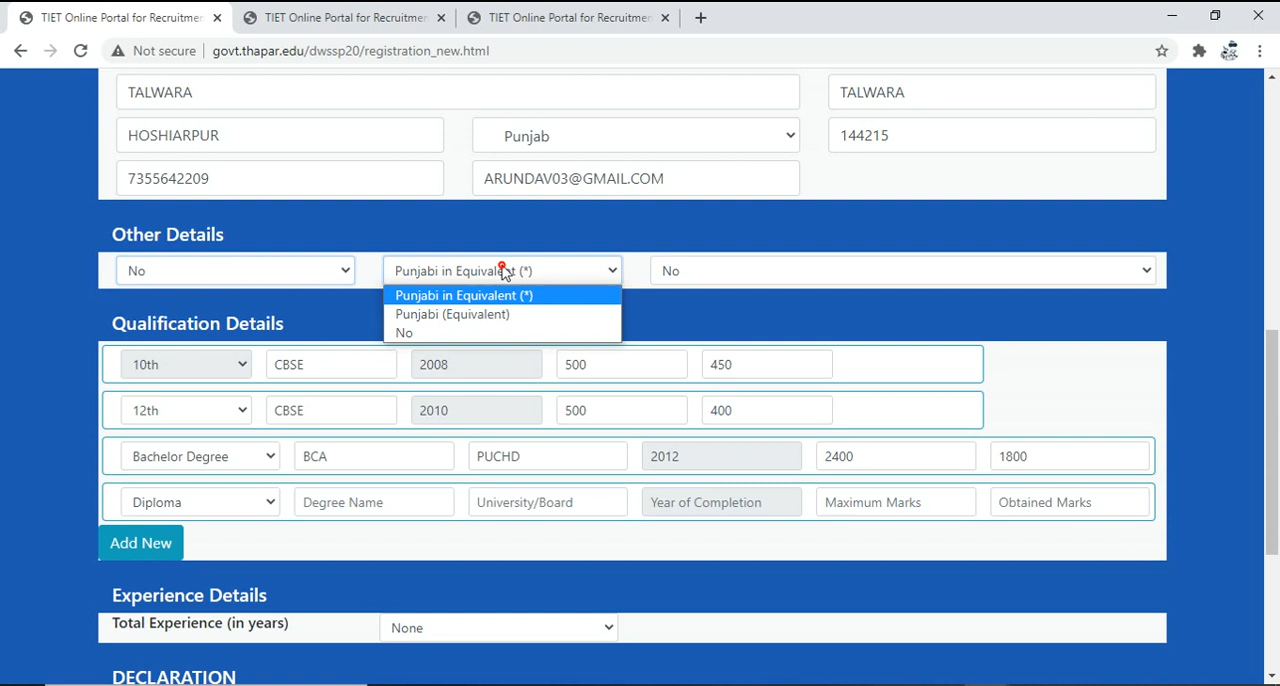 TIET Online Portal for Recruitmen
TIET Online Portal for Recruitmen
TIET Online Portal for Recruitmen
Not secure
govt.thapar.edu/dwssp20/registration_new.html
TALWARA
TALWARA
HOSHIARPUR
Punjab
144215
7355642209
ARUNDAV03@GMAIL.COM
Other Details
No
Punjabi in Equivalent (*)
No
Punjabi in Equivalent (*)
Punjabi (Equivalent)
No
Qualification Details
10th
CBSE
2008
500
450
12th
CBSE
2010
500
400
Bachelor Degree
BCA
PUCHD
2012
2400
1800
Diploma
Degree Name
University/Board
Year of Completion
Maximum Marks
Obtained Marks
Add New
Experience Details
Total Experience (in years)
None
DECLARATION